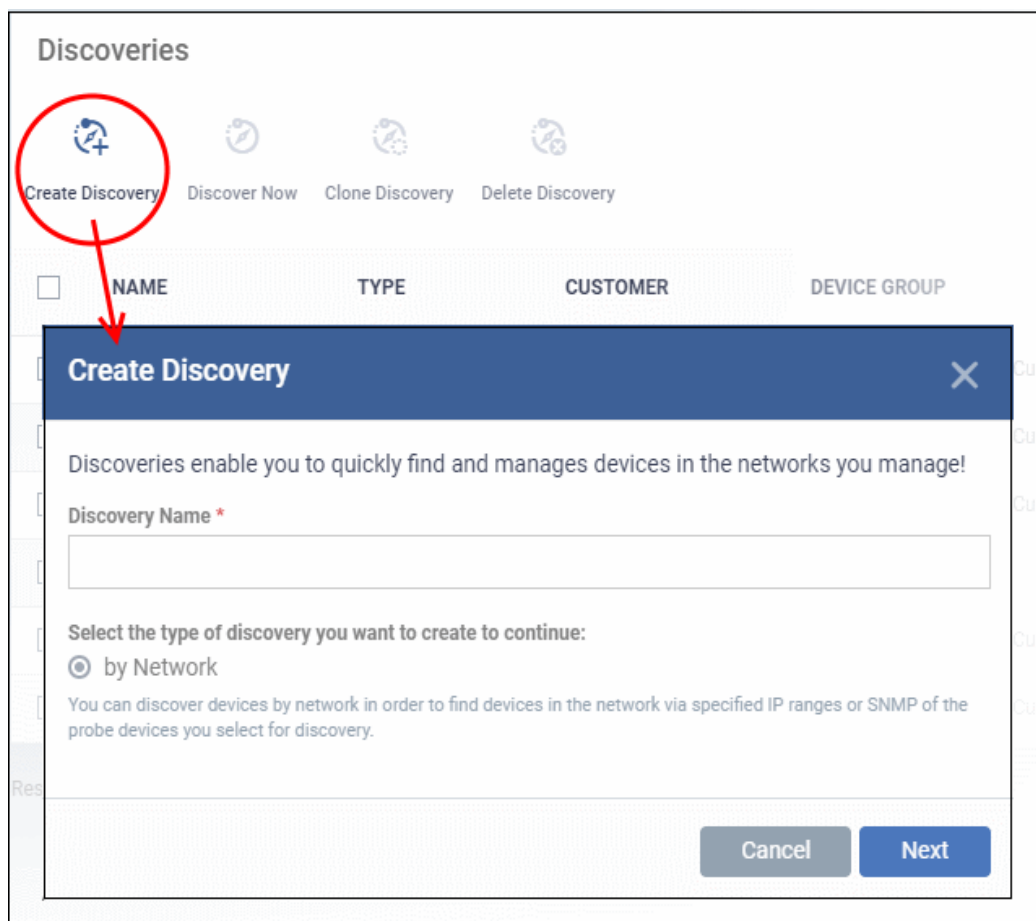 Discoveries
Create Discovery
Discover Now
Clone Discovery
Delete Discovery
NAME
TYPE
CUSTOMER
DEVICE GROUP
Create Discovery
Discoveries enable you to quickly find and manages devices in the networks you manage!
Discovery Name *
Select the type of discovery you want to create to continue:
by Network
You can discover devices by network in order to find devices in the network via specified IP ranges or SNMP of the
probe devices you select for discovery.
Cancel
Next